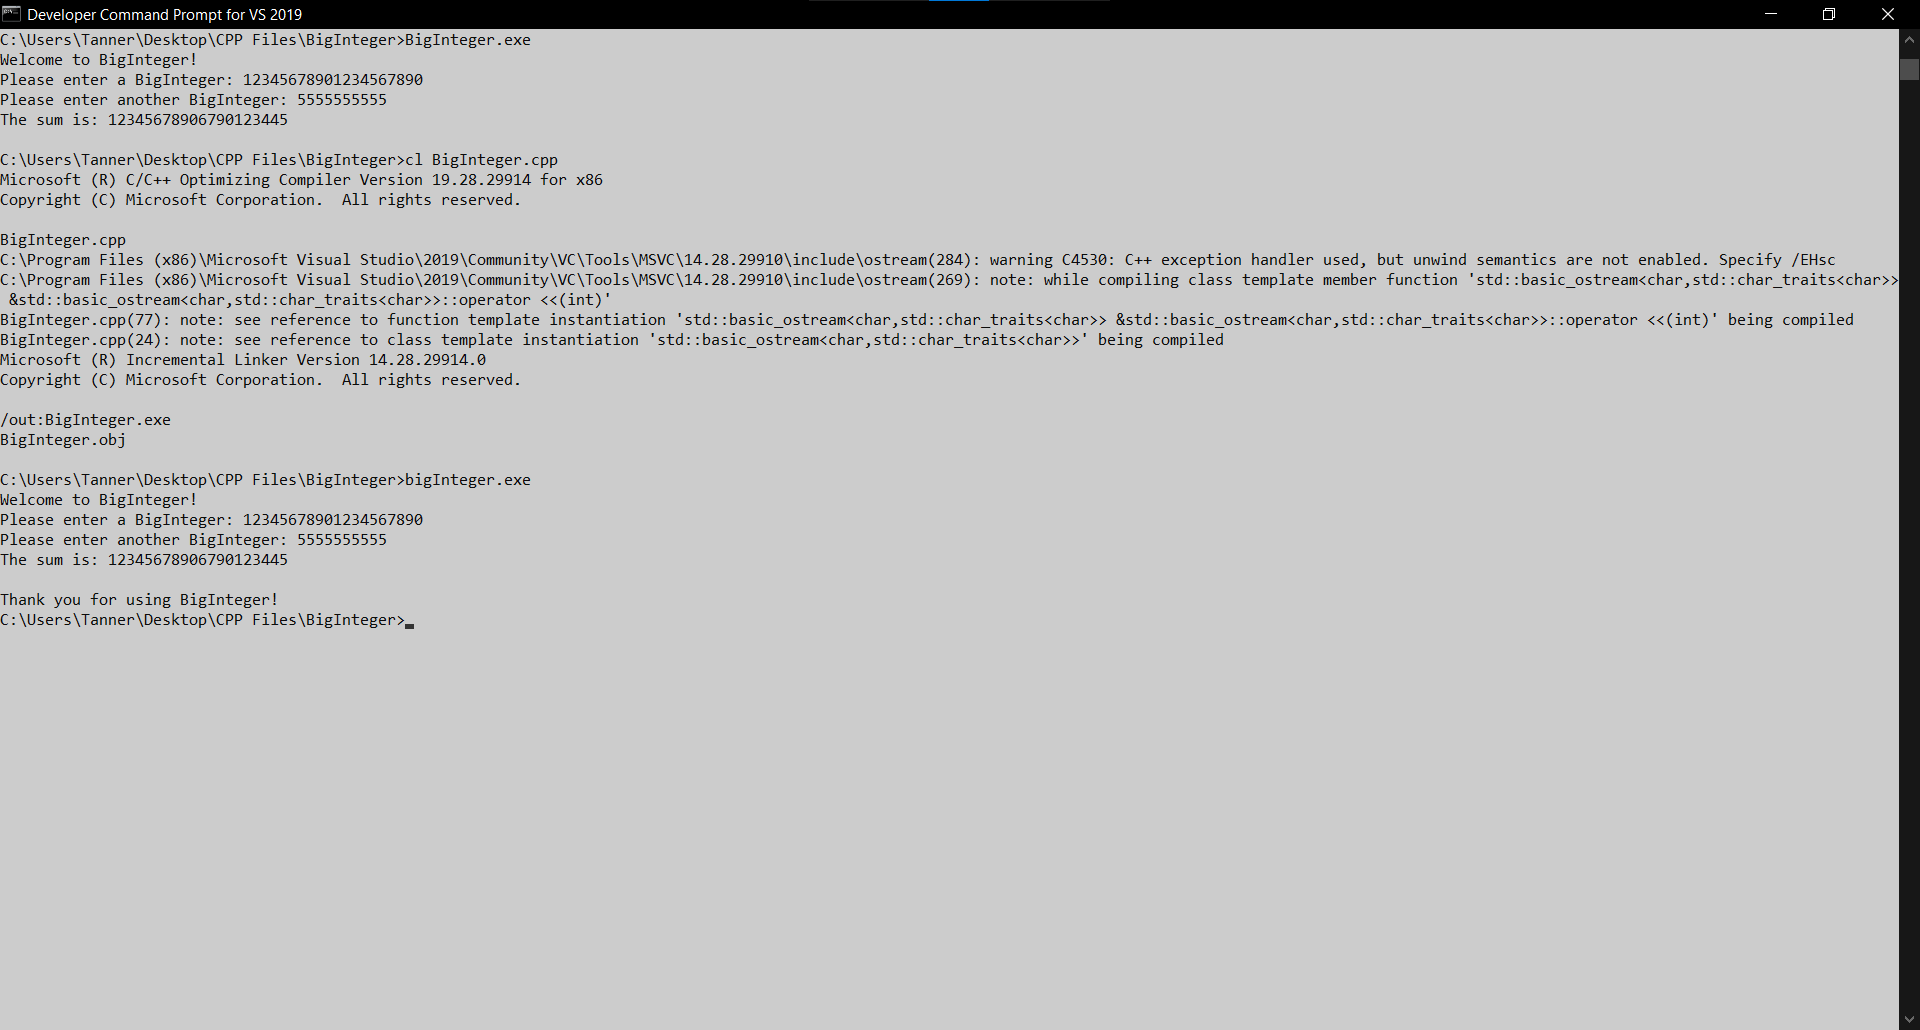 Developer Command Prompt for VS 2019
C:\Users\Tanner\Desktop\CPP Files\BigInteger>BigInteger.exe
Welcome to BigInteger!
Please enter a BigInteger: 12345678901234567890
Please enter another BigInteger: 5555555555
The sum is: 12345678906790123445
C:\Users\Tanner\Desktop\CPP Files\BigInteger>cl BigInteger.cpp
Microsoft (R) C/C++ Optimizing Compiler Version 19.28.29914 for x86
Copyright (C) Microsoft Corporation.  All rights reserved.
BigInteger.cpp
C:\Program Files (x86)\Microsoft Visual Studio\2019\Community\VC\Tools\MSVC\14.28.29910\include\ostream(284): warning C4530: C++ exception handler used, but unwind semantics are not enabled. Specify /EHsc
C:\Program Files (x86)\Microsoft Visual Studio\2019\Community\VC\Tools\MSVC\14.28.29910\include\ostream(269): note: while compiling class template member function 'std::basic_ostream<char,std::char_traits<char>>
 &std::basic_ostream<char,std::char_traits<char>>::operator <<(int)'
BigInteger.cpp(77): note: see reference to function template instantiation 'std::basic_ostream<char,std::char_traits<char>> &std::basic_ostream<char,std::char_traits<char>>::operator <<(int)' being compiled
BigInteger.cpp(24): note: see reference to class template instantiation 'std::basic_ostream<char,std::char_traits<char>>' being compiled
Microsoft (R) Incremental Linker Version 14.28.29914.0
Copyright (C) Microsoft Corporation.  All rights reserved.
/out:BigInteger.exe
BigInteger.obj
C:\Users\Tanner\Desktop\CPP Files\BigInteger>bigInteger.exe
Welcome to BigInteger!
Please enter a BigInteger: 12345678901234567890
Please enter another BigInteger: 5555555555
The sum is: 12345678906790123445
Thank you for using BigInteger!
C:\Users\Tanner\Desktop\CPP Files\BigInteger>